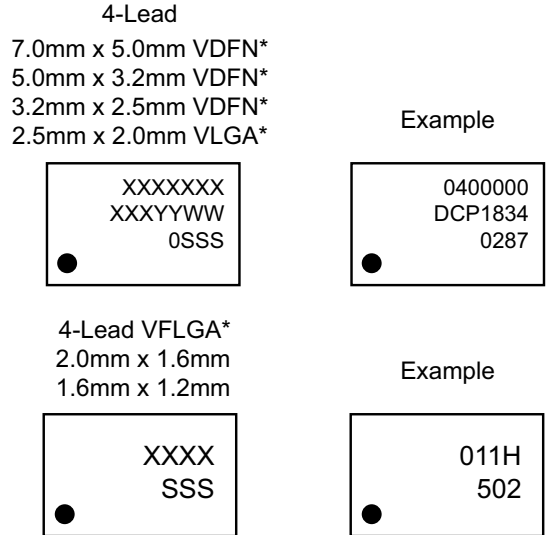 4-Lead
7.0mm x 5.0mm VDFN*
5.0mm x 3.2mm VDFN*
3.2mm x 2.5mm VDFN*
2.5mm x 2.0mm VLGA*
Example
XXXXXXX
XXXYYWW
0SSS
0400000
DCP1834
0287
4-Lead VFLGA*
2.0mm x 1.6mm
1.6mm x 1.2mm
Example
XXXX
SSS
011H
502